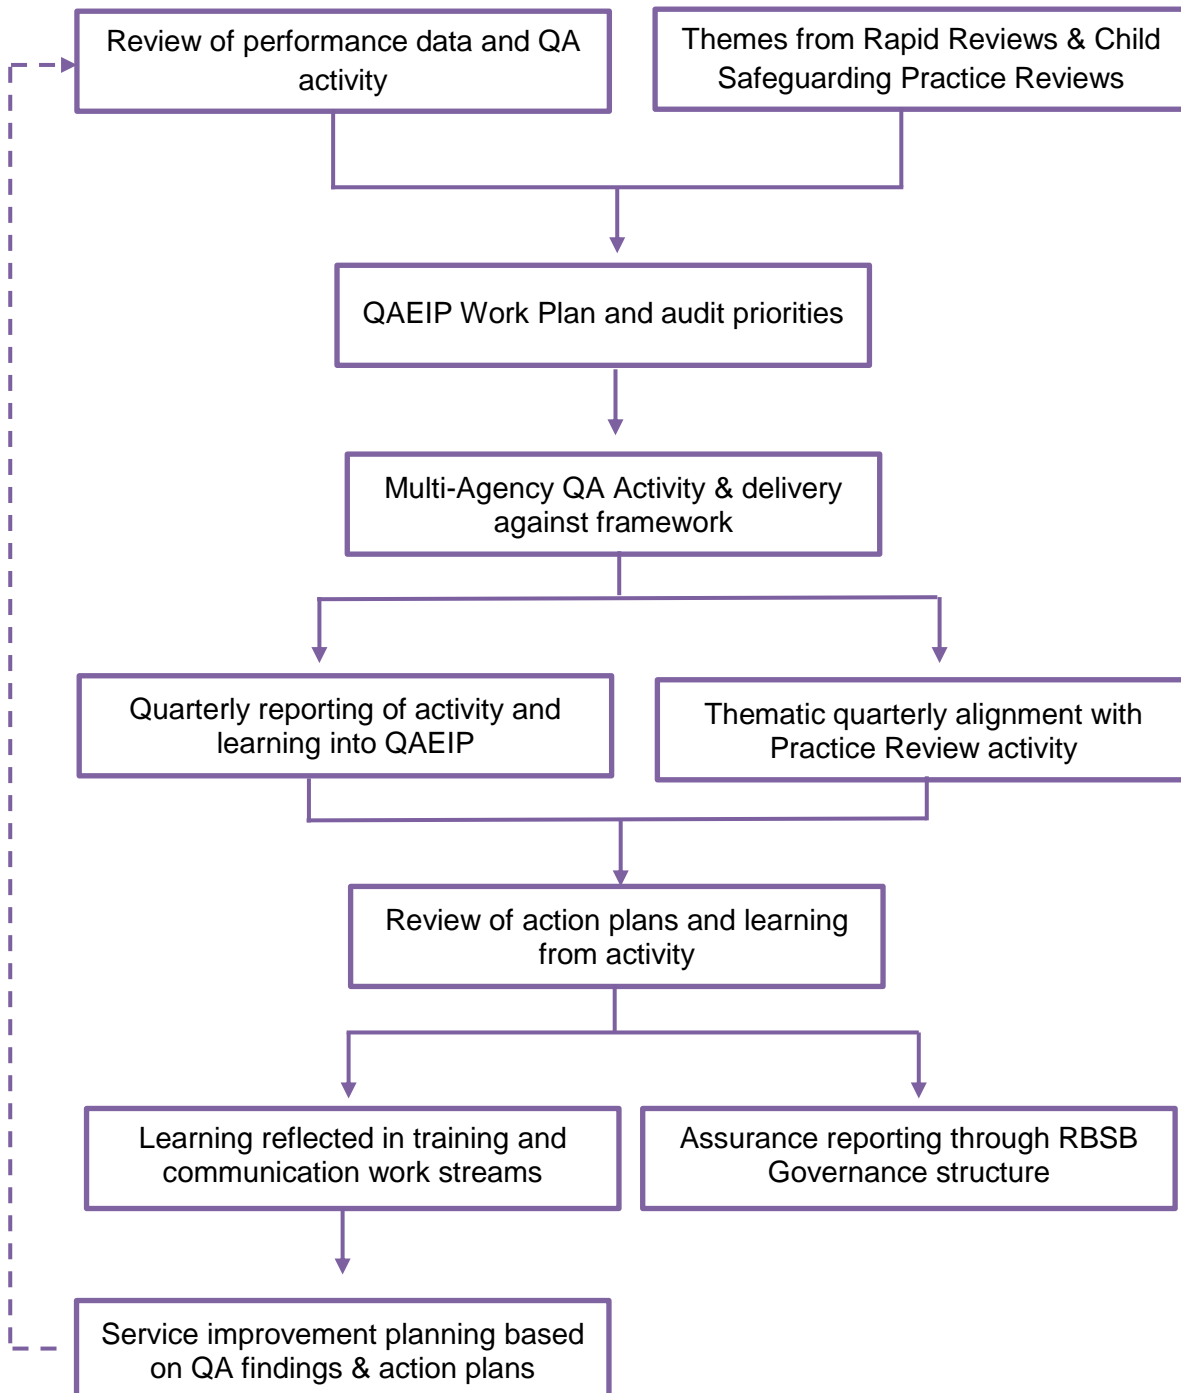 Review of performance data and QA
activity
Themes from Rapid Reviews & Child
Safeguarding Practice Reviews
QAEIP Work Plan and audit priorities
Multi-Agency QA Activity & delivery
against framework
Quarterly reporting of activity and
learning into QAEIP
Thematic quarterly alignment with
Practice Review activity
Review of action plans and learning
from activity
Learning reflected in training and
communication work streams
Assurance reporting through RBSB
Governance structure
Service improvement planning based
on QA findings & action plans